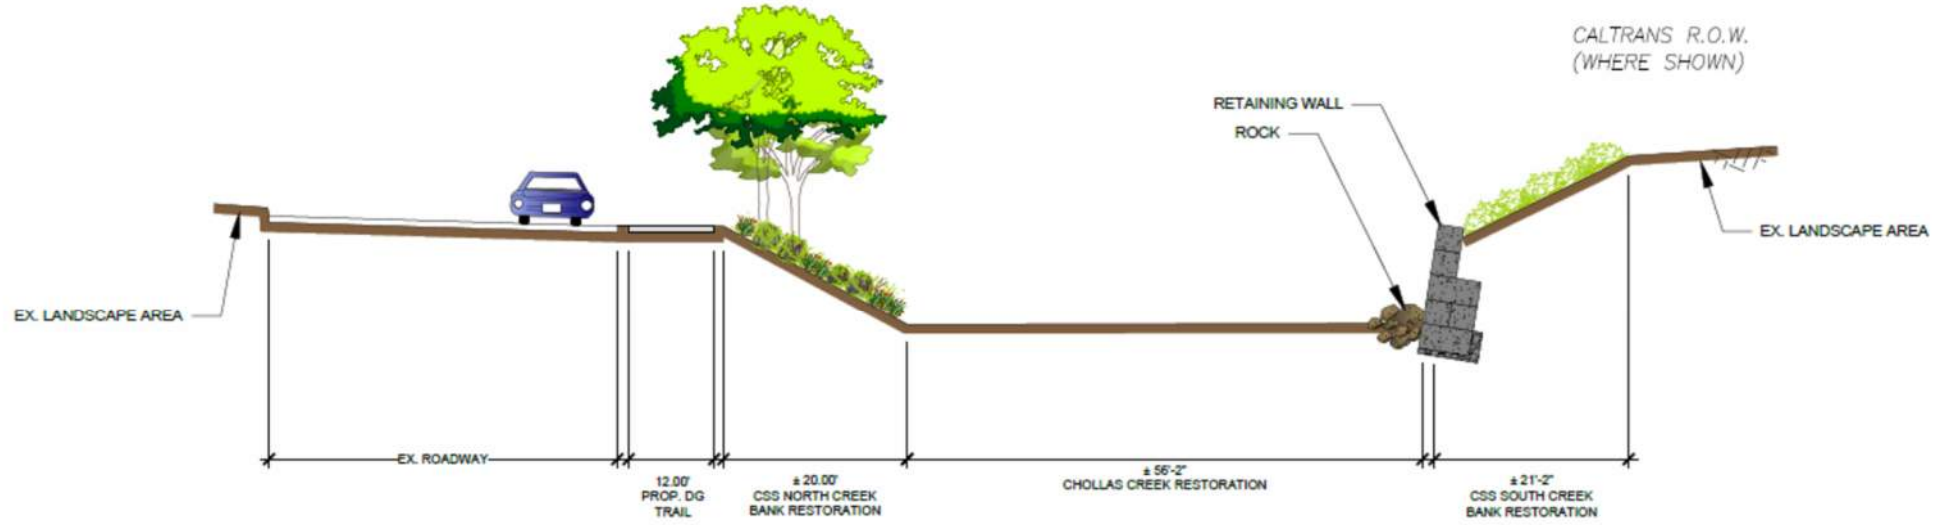 CALTRANS R.O.W.
(WHERE SHOWN)
RETAINING WALL
ROCK
EX. LANDSCAPE AREA
EX. LANDSCAPE AREA
EX. ROADWAY
12.00'
PROP. DG
TRAIL
± 20.00'
CSS NORTH CREEK
BANK RESTORATION
± 56'-2"
CHOLLAS CREEK RESTORATION
± 21'-2"
CSS SOUTH CREEK
BANK RESTORATION